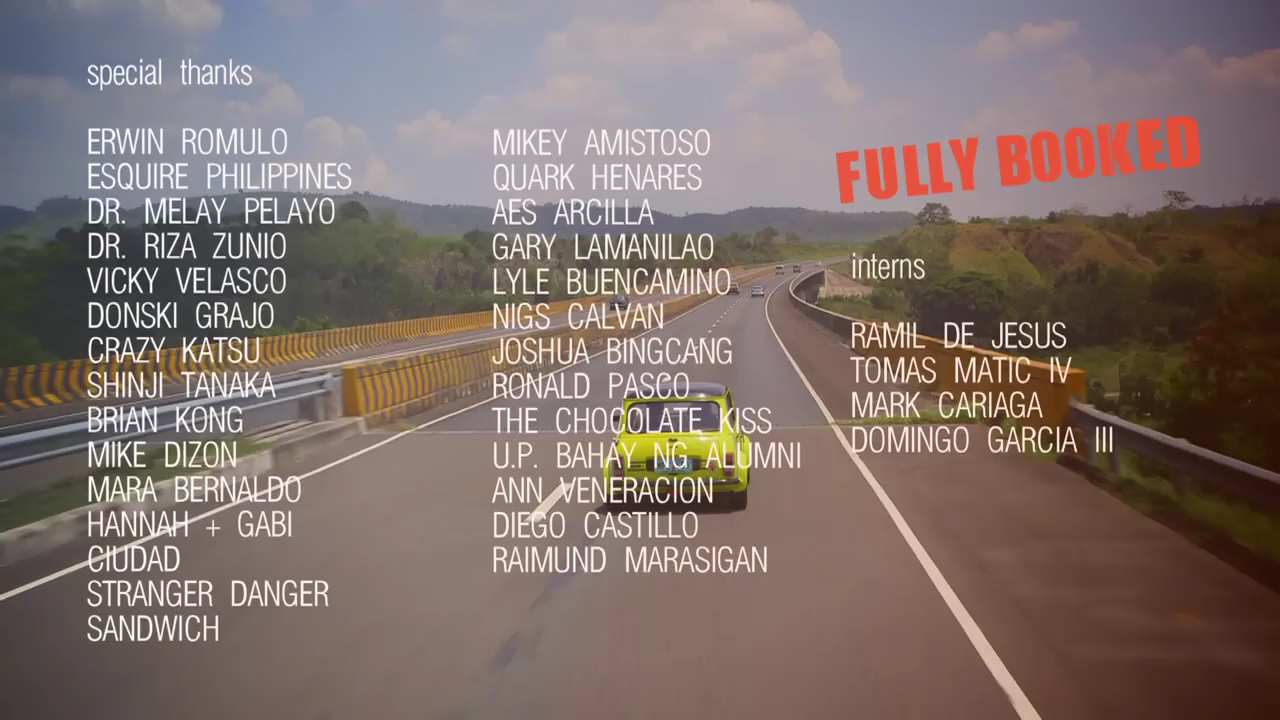 special thanks
ERWIN ROMULO
ESQUIRE PHILIPPINES
DR. MELAY PELAYO
DR. RIZA ZUNIO
VICKY VELASCO
DONSKI GRAJO
CRAZY KATSU
SHINJI TANAKA
BRIAN KONG
MIKE DIZON
MARA BERNALDO
HANNAH + GABI
CIUDAD
STRANGER DANGER
SANDWICH
MIKEY AMISTOSO
QUARK HENARES
AES ARCILLA
GARY LAMANILAO
LYLE BUENCAMINO
NIGS CALVAN
JOSHUA BINGCANG
RONALD PASCO
THE CHOCOLATE KISS
U.P. BAHAY NG ALUMNI
ANN VENERACION
DIEGO CASTILLO
RAIMUND MARASIGAN
FULLY BOOKED
interns
RAMIL DE JESUS
TOMAS MATIC IV
MARK CARIAGA
DOMINGO GARCIA III